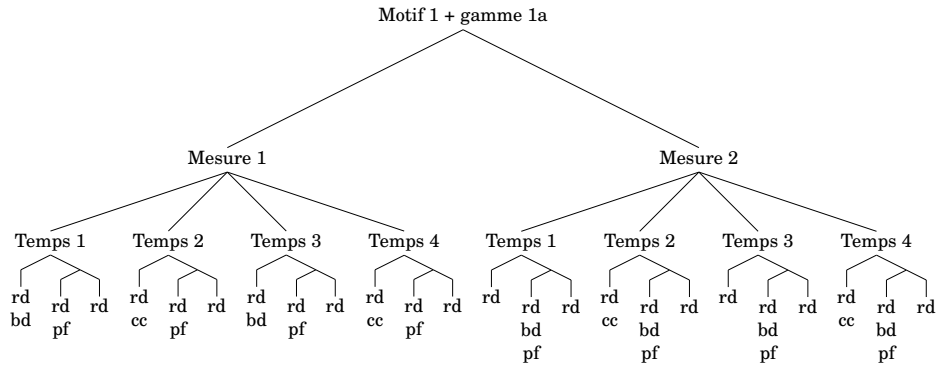 Motif 1 + gamme 1a
Mesure 1 Mesure 2
Temps 1 Temps 2 Temps 3 Temps 4 Temps 1 Temps 2 Temps 3 Temps 4
rd rd rd rd rd rd rd rd rd rd rd rd rd rd rd rd rd rd rd rd rd rd rd rd
bd pf cc pf bd pf cc pf bd cc bd bd cc bd
pf pf pf pf